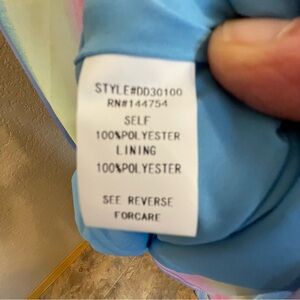 STYLE#DD30100
RN#144754
SELF
100%POLYESTER
LINING
100%POLYESTER
SEE REVERSE
FORCARE